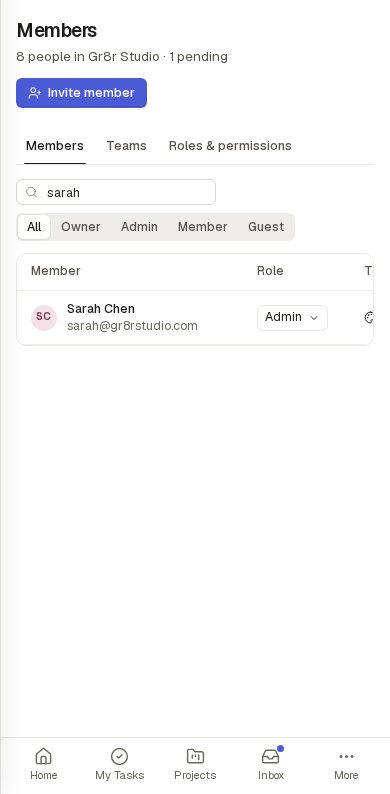 Members
8 people in Gr8r Studio · 1 pending
Invite member
Members Teams Roles & permissions
sarah
All Owner Admin Member Guest
Member Role
SC Sarah Chen Admin
sarah@gr8rstudio.com
Home My Tasks Projects Inbox More